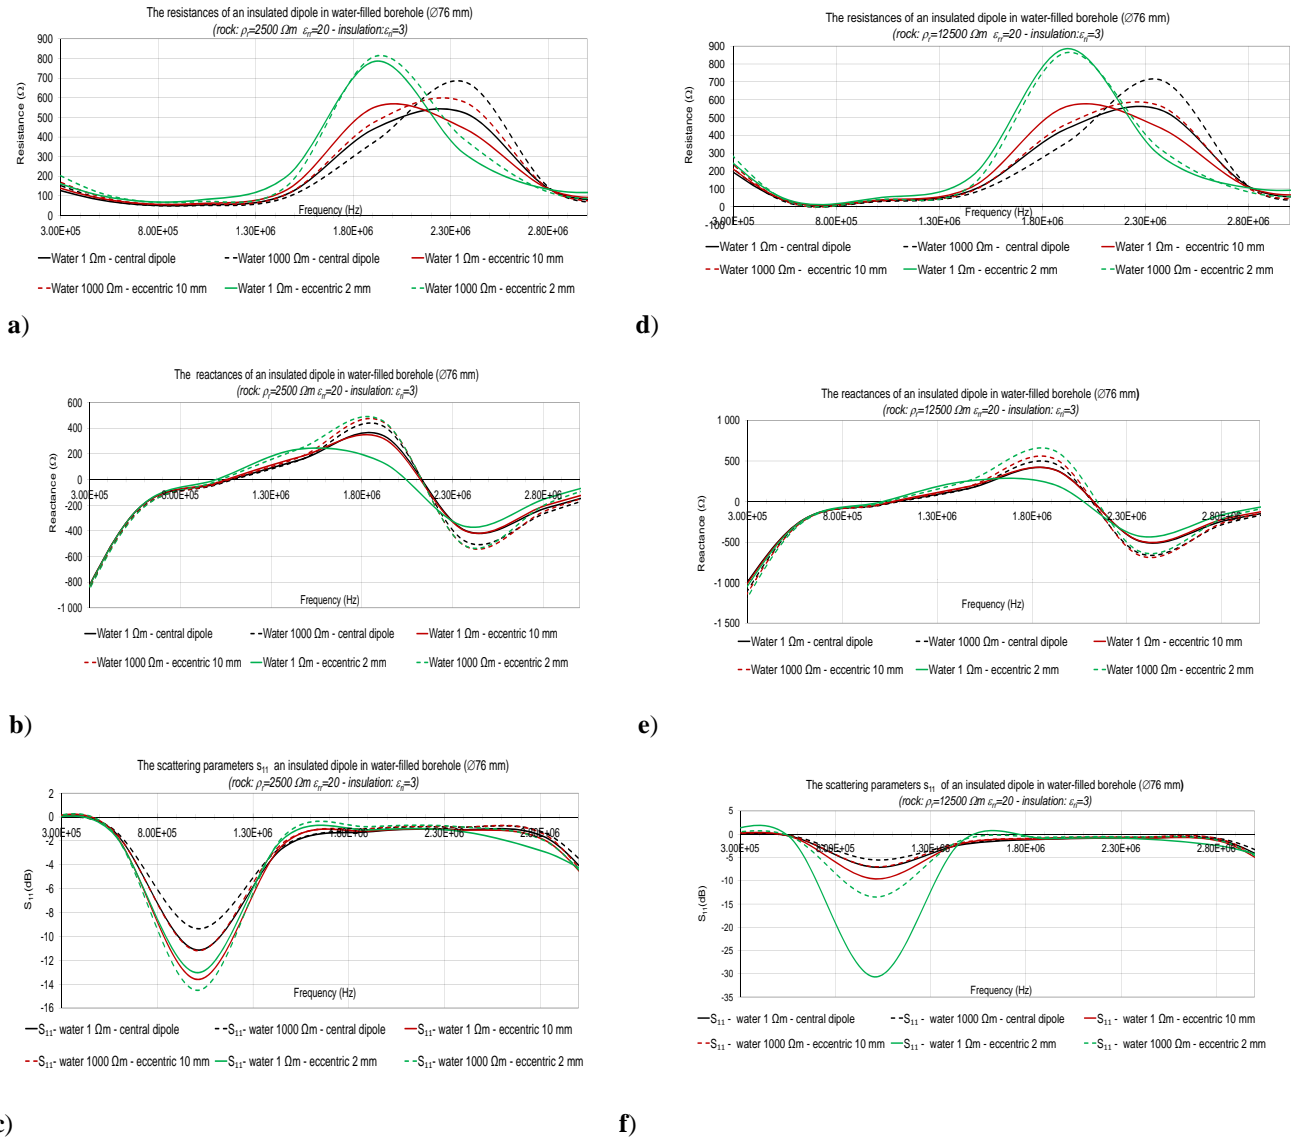 The resistances of an insulated dipole in water-filled borehole (∅76 mm)
(rock: ρr=2500 Ωm εrr=20 - insulation:εri=3)
Resistance (Ω)
900
800
700
600
500
400
300
200
100
0
Frequency (Hz)
3.00E+05 8.00E+05 1.30E+06 1.80E+06 2.30E+06 2.80E+06
Water 1 Ωm - central dipole Water 1000 Ωm - central dipole Water 1 Ωm - eccentric 10 mm
Water 1000 Ωm - eccentric 10 mm Water 1 Ωm - eccentric 2 mm Water 1000 Ωm - eccentric 2 mm
a)
The resistances of an insulated dipole in water-filled borehole (∅76 mm)
(rock: ρr=12500 Ωm εrr=20 - insulation:εri=3)
Resistance (Ω)
900
800
700
600
500
400
300
200
100
0
-100
Frequency (Hz)
3.00E+05 8.00E+05 1.30E+06 1.80E+06 2.30E+06 2.80E+06
Water 1 Ωm - central dipole Water 1000 Ωm - central dipole Water 1 Ωm - eccentric 10 mm
Water 1000 Ωm - eccentric 10 mm Water 1 Ωm - eccentric 2 mm Water 1000 Ωm - eccentric 2 mm
d)
The reactances of an insulated dipole in water-filled borehole (∅76 mm)
(rock: ρr=2500 Ωm εrr=20 - insulation: εri=3)
Reactance (Ω)
600
400
200
0
-200
-400
-600
-800
-1 000
3.00E+05 8.00E+05 1.30E+06 1.80E+06 2.30E+06 2.80E+06
Frequency (Hz)
Water 1 Ωm - central dipole Water 1000 Ωm - central dipole Water 1 Ωm - eccentric 10 mm
Water 1000 Ωm - eccentric 10 mm Water 1 Ωm - eccentric 2 mm Water 1000 Ωm - eccentric 2 mm
b)
The reactances of an insulated dipole in water-filled borehole (∅76 mm)
(rock: ρr=12500 Ωm εrr=20 - insulation: εri=3)
Reactance (Ω)
1 000
500
0
-500
-1 000
-1 500
3.00E+05 8.00E+05 1.30E+06 1.80E+06 2.30E+06 2.80E+06
Frequency (Hz)
Water 1 Ωm - central dipole Water 1000 Ωm - central dipole Water 1 Ωm - eccentric 10 mm
Water 1000 Ωm - eccentric 10 mm Water 1 Ωm - eccentric 2 mm Water 1000 Ωm - eccentric 2 mm
e)
The scattering parameters s11 an insulated dipole in water-filled borehole (∅76 mm)
(rock: ρr=2500 Ωm εrr=20 - insulation: εri=3)
S11(dB)
2
0
-2
-4
-6
-8
-10
-12
-14
-16
3.00E+05 8.00E+05 1.30E+06 1.80E+06 2.30E+06 2.80E+06
Frequency (Hz)
S11- water 1 Ωm - central dipole S11- water 1000 Ωm - central dipole S11- water 1 Ωm - eccentric 10 mm
S11- water 1000 Ωm - eccentric 10 mm S11- water 1 Ωm - eccentric 2 mm S11- water 1000 Ωm - eccentric 2 mm
c)
The scattering parameters s11 of an insulated dipole in water-filled borehole (∅76 mm)
(rock: ρr=12500 Ωm εrr=20 - insulation: εri=3)
S11(dB)
5
0
-5
-10
-15
-20
-25
-30
-35
3.00E+05 8.00E+05 1.30E+06 1.80E+06 2.30E+06 2.80E+06
Frequency (Hz)
S11 - water 1 Ωm - central dipole S11 - water 1000 Ωm - central dipole S11 - water 1 Ωm - eccentric 10 mm
S11 - water 1000 Ωm - eccentric 10 mm S11 - water 1 Ωm - eccentric 2 mm S11 - water 1000 Ωm - eccentric 2 mm
f)